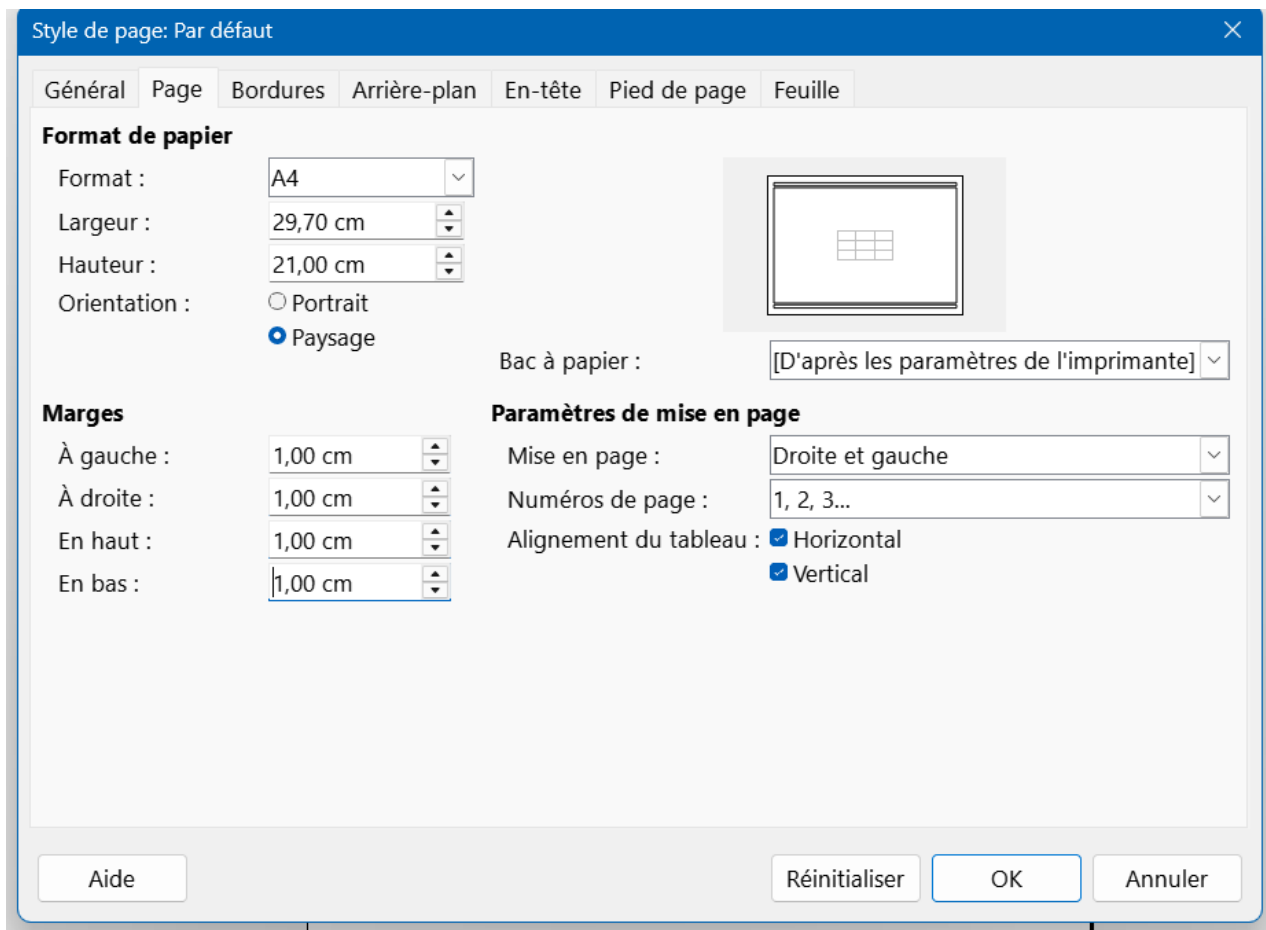 Style de page: Par défaut
Général Page Bordures Arrière-plan En-tête Pied de page Feuille
Format de papier
Format : A4
Largeur : 29,70 cm
Hauteur : 21,00 cm
Orientation : Portrait
Paysage
Bac à papier : [D'après les paramètres de l'imprimante]
Marges
À gauche : 1,00 cm
À droite : 1,00 cm
En haut : 1,00 cm
En bas : 1,00 cm
Paramètres de mise en page
Mise en page : Droite et gauche
Numéros de page : 1, 2, 3...
Alignement du tableau : Horizontal
Vertical
Aide Réinitialiser OK Annuler